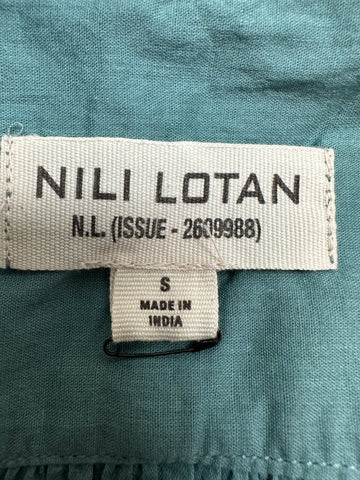 NILI LOTAN
N.L. (ISSUE - 2609988)
S
MADE IN
INDIA